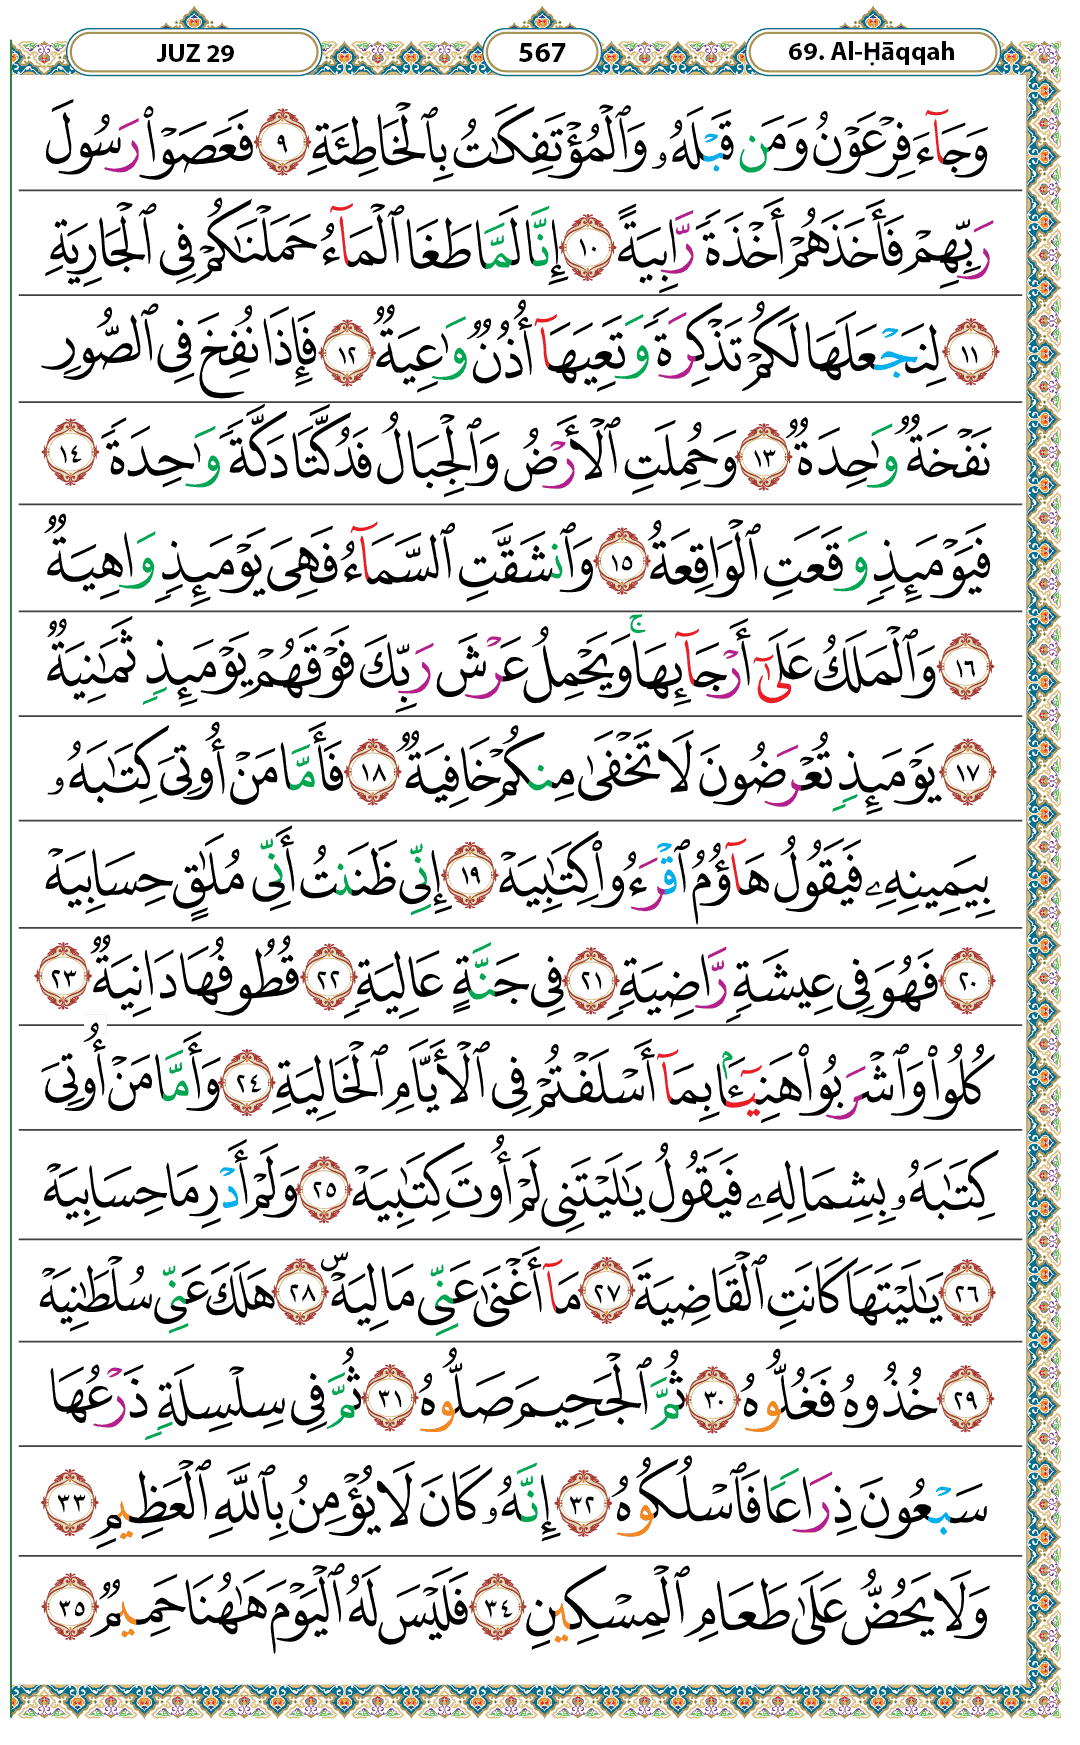 JUZ 29 567 69. Al-Ḥāqqah
وَجَآءَ فِرْعَوْنُ وَمَن قَبْلَهُۥ وَٱلْمُؤْتَفِكَٰتُ بِٱلْخَاطِئَةِ ٩ فَعَصَوْا۟ رَسُولَ
رَبِّهِمْ فَأَخَذَهُمْ أَخْذَةً رَّابِيَةً ١٠ إِنَّا لَمَّا طَغَا ٱلْمَآءُ حَمَلْنَٰكُمْ فِى ٱلْجَارِيَةِ
١١ لِنَجْعَلَهَا لَكُمْ تَذْكِرَةً وَتَعِيَهَآ أُذُنٌ وَٰعِيَةٌ ١٢ فَإِذَا نُفِخَ فِى ٱلصُّورِ
نَفْخَةٌ وَٰحِدَةٌ ١٣ وَحُمِلَتِ ٱلْأَرْضُ وَٱلْجِبَالُ فَدُكَّتَا دَكَّةً وَٰحِدَةً ١٤
فَيَوْمَئِذٍ وَقَعَتِ ٱلْوَاقِعَةُ ١٥ وَٱنشَقَّتِ ٱلسَّمَآءُ فَهِىَ يَوْمَئِذٍ وَاهِيَةٌ
١٦ وَٱلْمَلَكُ عَلَىٰٓ أَرْجَآئِهَا ۚ وَيَحْمِلُ عَرْشَ رَبِّكَ فَوْقَهُمْ يَوْمَئِذٍ ثَمَٰنِيَةٌ
١٧ يَوْمَئِذٍ تُعْرَضُونَ لَا تَخْفَىٰ مِنكُمْ خَافِيَةٌ ١٨ فَأَمَّا مَنْ أُوتِىَ كِتَٰبَهُۥ
بِيَمِينِهِۦ فَيَقُولُ هَآؤُمُ ٱقْرَءُوا۟ كِتَٰبِيَهْ ١٩ إِنِّى ظَنَنتُ أَنِّى مُلَٰقٍ حِسَابِيَهْ
٢٠ فَهُوَ فِى عِيشَةٍ رَّاضِيَةٍ ٢١ فِى جَنَّةٍ عَالِيَةٍ ٢٢ قُطُوفُهَا دَانِيَةٌ ٢٣
كُلُوا۟ وَٱشْرَبُوا۟ هَنِيٓـًٔۢا بِمَآ أَسْلَفْتُمْ فِى ٱلْأَيَّامِ ٱلْخَالِيَةِ ٢٤ وَأَمَّا مَنْ أُوتِىَ
كِتَٰبَهُۥ بِشِمَالِهِۦ فَيَقُولُ يَٰلَيْتَنِى لَمْ أُوتَ كِتَٰبِيَهْ ٢٥ وَلَمْ أَدْرِ مَا حِسَابِيَهْ
٢٦ يَٰلَيْتَهَا كَانَتِ ٱلْقَاضِيَةَ ٢٧ مَآ أَغْنَىٰ عَنِّى مَالِيَهْ ۜ ٢٨ هَلَكَ عَنِّى سُلْطَٰنِيَهْ
٢٩ خُذُوهُ فَغُلُّوهُ ٣٠ ثُمَّ ٱلْجَحِيمَ صَلُّوهُ ٣١ ثُمَّ فِى سِلْسِلَةٍ ذَرْعُهَا
سَبْعُونَ ذِرَاعًا فَٱسْلُكُوهُ ٣٢ إِنَّهُۥ كَانَ لَا يُؤْمِنُ بِٱللَّهِ ٱلْعَظِيمِ ٣٣
وَلَا يَحُضُّ عَلَىٰ طَعَامِ ٱلْمِسْكِينِ ٣٤ فَلَيْسَ لَهُ ٱلْيَوْمَ هَٰهُنَا حَمِيمٌ ٣٥